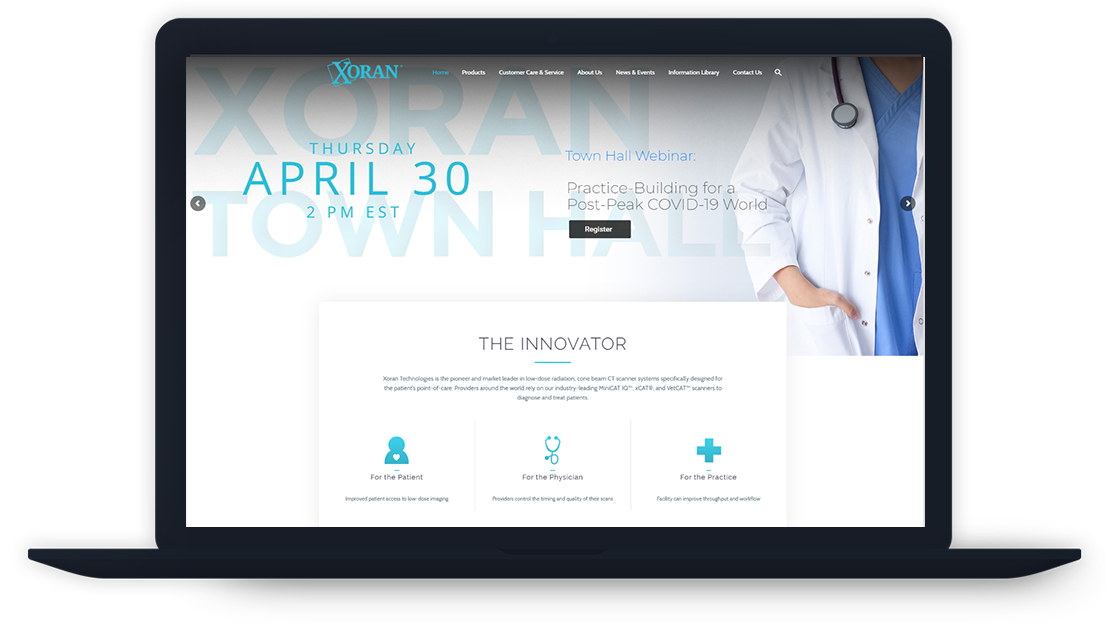 XORAN
Home Products Customer Care & Service About Us News & Events Information Library Contact Us
XORAN
TOWN HALL
THURSDAY
APRIL 30
2 PM EST
Town Hall Webinar:
Practice-Building for a
Post-Peak COVID-19 World
Register
THE INNOVATOR
Xoran Technologies is the pioneer and market leader in low-dose radiation, cone beam CT scanner systems specifically designed for
the patient's point-of-care. Providers around the world rely on our industry-leading MiniCAT IQ™, xCAT®, and VetCAT™ scanners to
diagnose and treat patients.
For the Patient
Improved patient access to low-dose imaging
For the Physician
Providers control the timing and quality of their scans
For the Practice
Facility can improve throughput and workflow